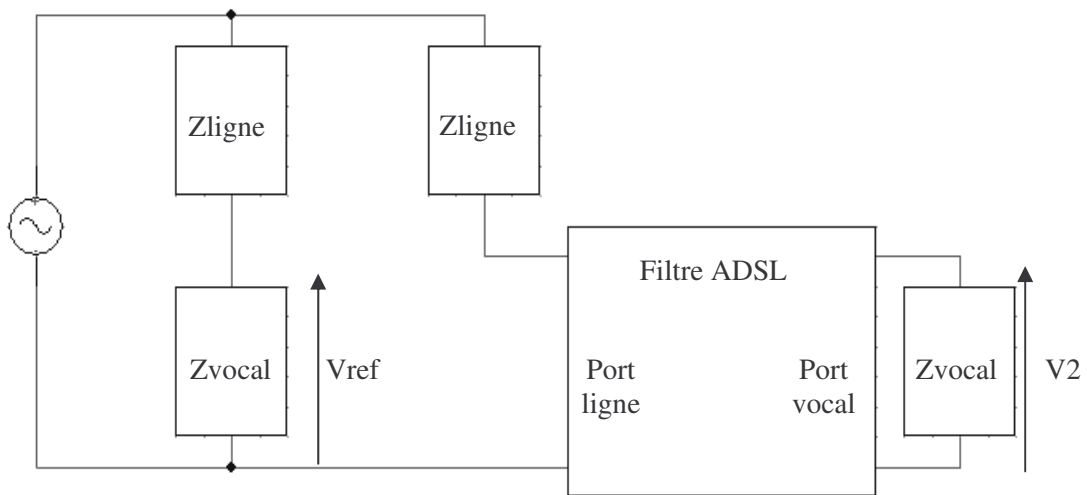 Zligne
Zligne
Filtre ADSL
Zvocal
Vref
Port
ligne
Port
vocal
Zvocal
V2